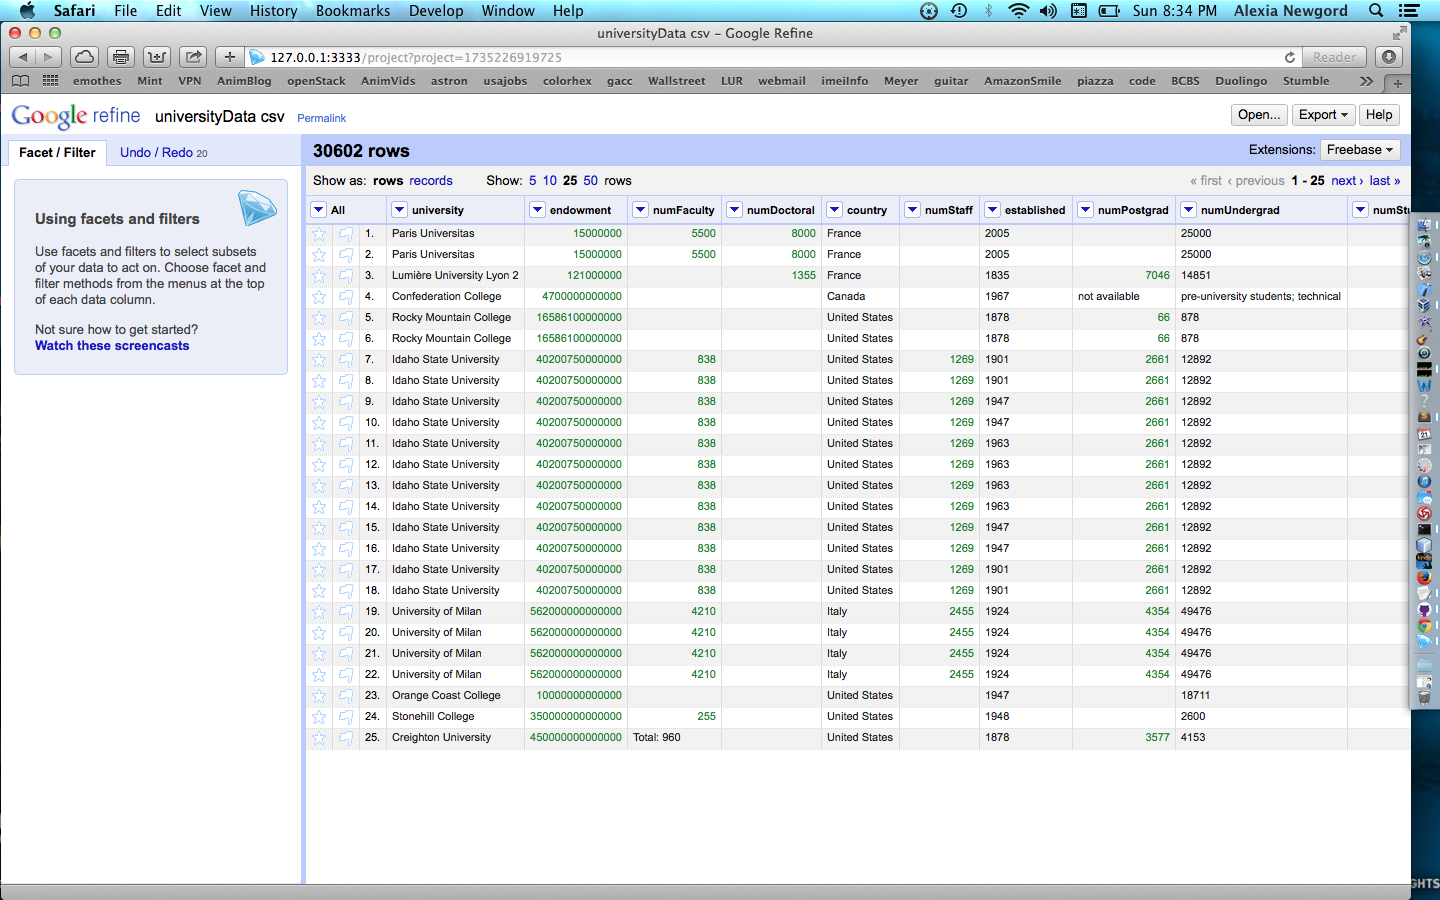 Safari File Edit View History Bookmarks Develop Window Help Sun 8:34 PM Alexia Newgord
universityData csv – Google Refine
127.0.0.1:3333/project?project=1735226919725 Reader
emothes Mint VPN AnimBlog openStack AnimVids astron usajobs colorhex gacc Wallstreet LUR webmail imeiInfo Meyer guitar AmazonSmile piazza code BCBS Duolingo Stumble
Google refine universityData csv Permalink Open... Export Help
Facet / Filter Undo / Redo 20 30602 rows Extensions: Freebase
Show as: rows records Show: 5 10 25 50 rows « first ‹ previous 1 - 25 next › last »
Using facets and filters
Use facets and filters to select subsets
of your data to act on. Choose facet and
filter methods from the menus at the top
of each data column.
Not sure how to get started?
Watch these screencasts
All university endowment numFaculty numDoctoral country numStaff established numPostgrad numUndergrad numStu
1. Paris Universitas 15000000 5500 8000 France 2005 25000
2. Paris Universitas 15000000 5500 8000 France 2005 25000
3. Lumière University Lyon 2 121000000 1355 France 1835 7046 14851
4. Confederation College 4700000000000 Canada 1967 not available pre-university students; technical
5. Rocky Mountain College 16586100000000 United States 1878 66 878
6. Rocky Mountain College 16586100000000 United States 1878 66 878
7. Idaho State University 40200750000000 838 United States 1269 1901 2661 12892
8. Idaho State University 40200750000000 838 United States 1269 1901 2661 12892
9. Idaho State University 40200750000000 838 United States 1269 1947 2661 12892
10. Idaho State University 40200750000000 838 United States 1269 1947 2661 12892
11. Idaho State University 40200750000000 838 United States 1269 1963 2661 12892
12. Idaho State University 40200750000000 838 United States 1269 1963 2661 12892
13. Idaho State University 40200750000000 838 United States 1269 1963 2661 12892
14. Idaho State University 40200750000000 838 United States 1269 1963 2661 12892
15. Idaho State University 40200750000000 838 United States 1269 1947 2661 12892
16. Idaho State University 40200750000000 838 United States 1269 1947 2661 12892
17. Idaho State University 40200750000000 838 United States 1269 1901 2661 12892
18. Idaho State University 40200750000000 838 United States 1269 1901 2661 12892
19. University of Milan 562000000000000 4210 Italy 2455 1924 4354 49476
20. University of Milan 562000000000000 4210 Italy 2455 1924 4354 49476
21. University of Milan 562000000000000 4210 Italy 2455 1924 4354 49476
22. University of Milan 562000000000000 4210 Italy 2455 1924 4354 49476
23. Orange Coast College 10000000000000 United States 1947 18711
24. Stonehill College 350000000000000 255 United States 1948 2600
25. Creighton University 450000000000000 Total: 960 United States 1878 3577 4153
GHTS